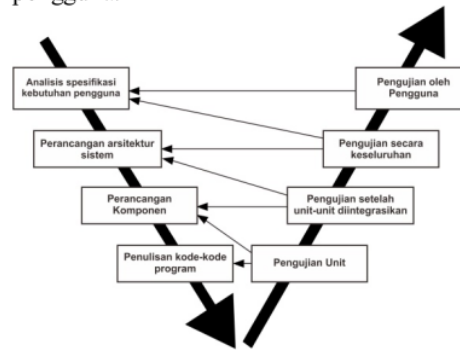 Analisis spesifikasi
kebutuhan pengguna
Pengujian oleh
Pengguna
Perancangan arsitektur
sistem
Pengujian secara
keseluruhan
Perancangan
Komponen
Pengujian setelah
unit-unit diintegrasikan
Penulisan kode-kode
program
Pengujian Unit